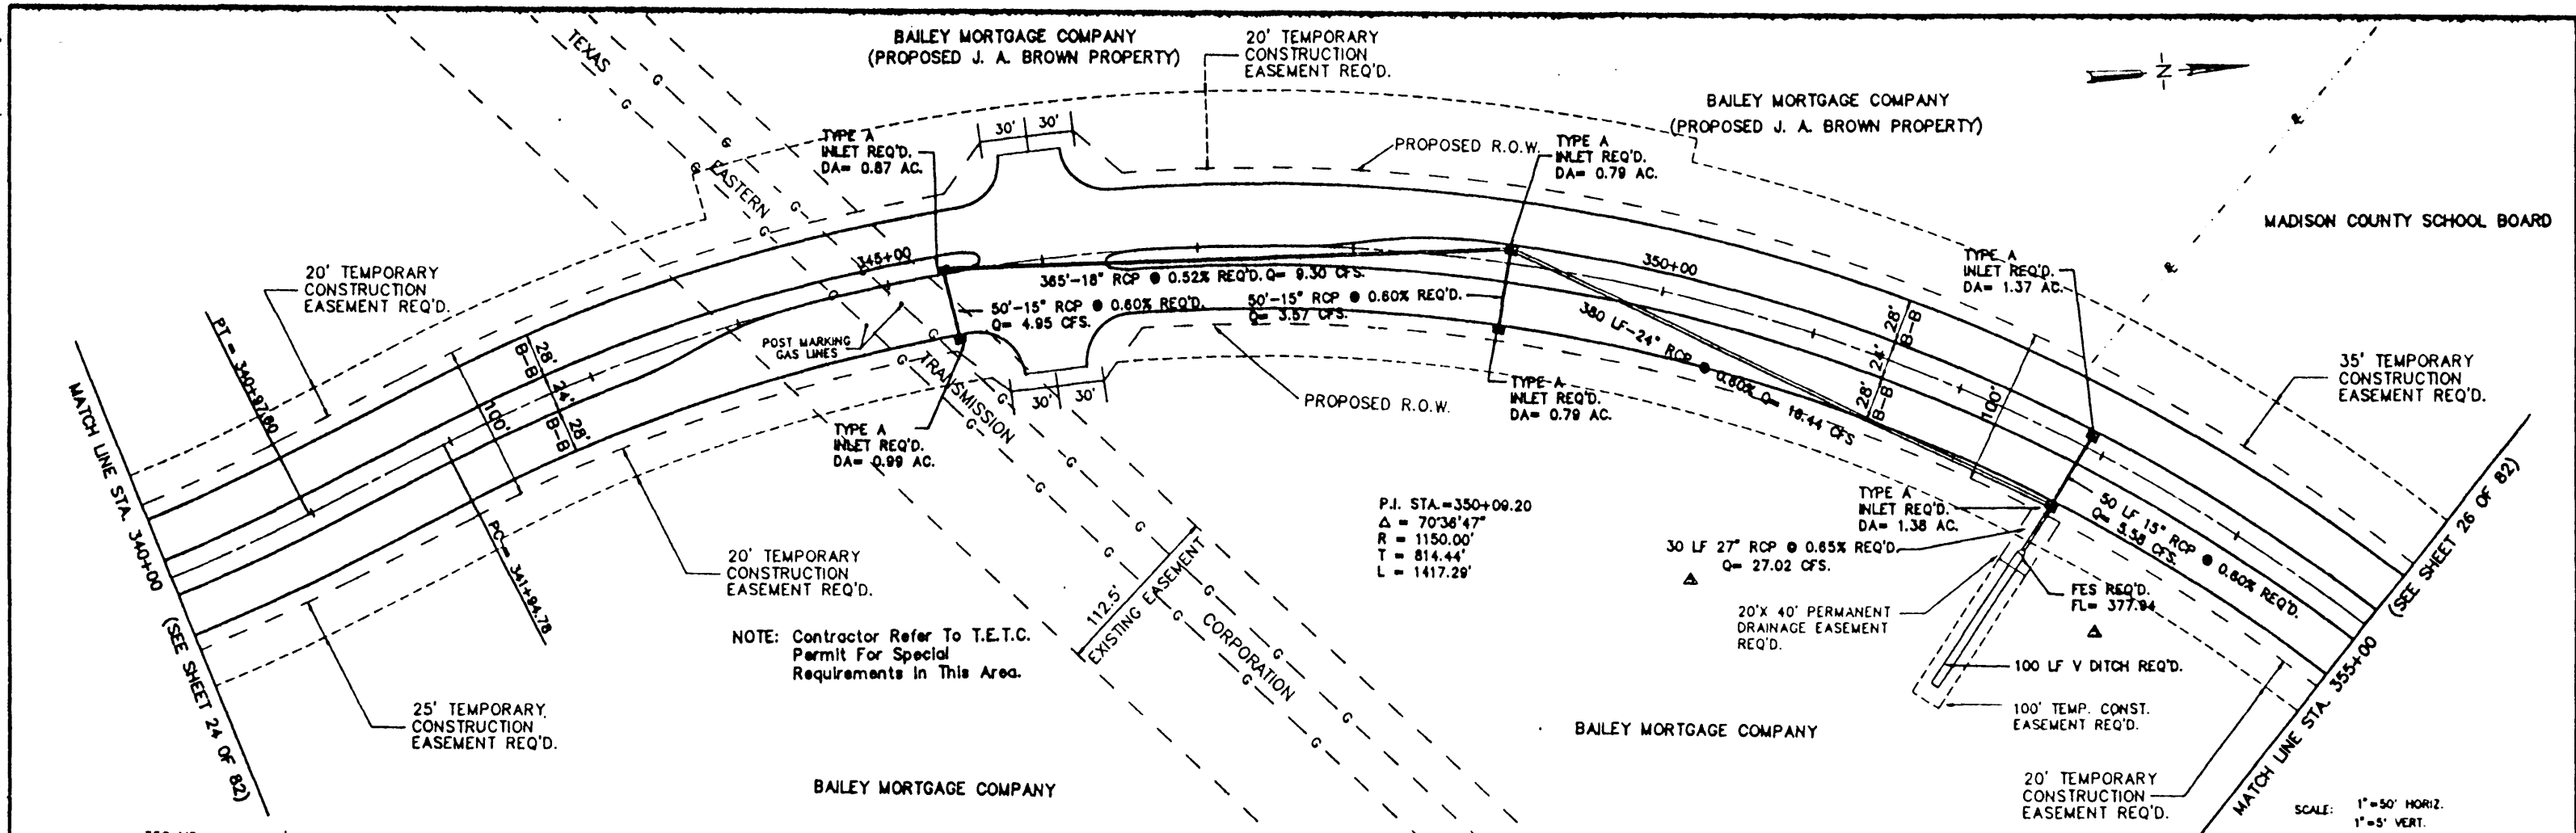 BAILEY MORTGAGE COMPANY
(PROPOSED J. A. BROWN PROPERTY)
20' TEMPORARY
CONSTRUCTION
EASEMENT REQ'D.
TEXAS
EASTERN
TRANSMISSION
CORPORATION
G
N
BAILEY MORTGAGE COMPANY
(PROPOSED J. A. BROWN PROPERTY)
MADISON COUNTY SCHOOL BOARD
TYPE A
INLET REQ'D.
DA= 0.87 AC.
30'
30'
PROPOSED R.O.W.
TYPE A
INLET REQ'D.
DA= 0.79 AC.
TYPE A
INLET REQ'D.
DA= 1.37 AC.
20' TEMPORARY
CONSTRUCTION
EASEMENT REQ'D.
345+00
350+00
365'-18" RCP @ 0.52% REQ'D. Q= 9.30 CFS.
50'-15" RCP @ 0.60% REQ'D.
Q= 4.95 CFS.
50'-15" RCP @ 0.60% REQ'D.
Q= 3.57 CFS.
380 LF-24" RCP @ 0.60% Q= 16.44 CFS
POST MARKING
GAS LINES
PT = 340+97.80
PC = 341+94.78
28'
B-B
24'
28'
B-B
100'
28'
B-B
24'
28'
B-B
100'
35' TEMPORARY
CONSTRUCTION
EASEMENT REQ'D.
MATCH LINE STA. 340+00 (SEE SHEET 24 OF 82)
TYPE A
INLET REQ'D.
DA= 0.99 AC.
30'
30'
PROPOSED R.O.W.
TYPE A
INLET REQ'D.
DA= 0.79 AC.
P.I. STA.=350+09.20
Δ = 70°36'47"
R = 1150.00'
T = 814.44'
L = 1417.29'
TYPE A
INLET REQ'D.
DA= 1.38 AC.
30 LF 27" RCP @ 0.65% REQ'D.
Q= 27.02 CFS.
50 LF 15" RCP @ 0.60% REQ'D.
Q= 5.58 CFS.
FES REQ'D.
FL= 377.94
20' TEMPORARY
CONSTRUCTION
EASEMENT REQ'D.
112.5'
EXISTING EASEMENT
NOTE: Contractor Refer To T.E.T.C.
Permit For Special
Requirements In This Area.
20'X 40' PERMANENT
DRAINAGE EASEMENT
REQ'D.
100 LF V DITCH REQ'D.
100' TEMP. CONST.
EASEMENT REQ'D.
25' TEMPORARY
CONSTRUCTION
EASEMENT REQ'D.
BAILEY MORTGAGE COMPANY
BAILEY MORTGAGE COMPANY
20' TEMPORARY
CONSTRUCTION
EASEMENT REQ'D.
MATCH LINE STA. 355+00 (SEE SHEET 26 OF 82)
SCALE: 1"=50' HORIZ.
1"=5' VERT.